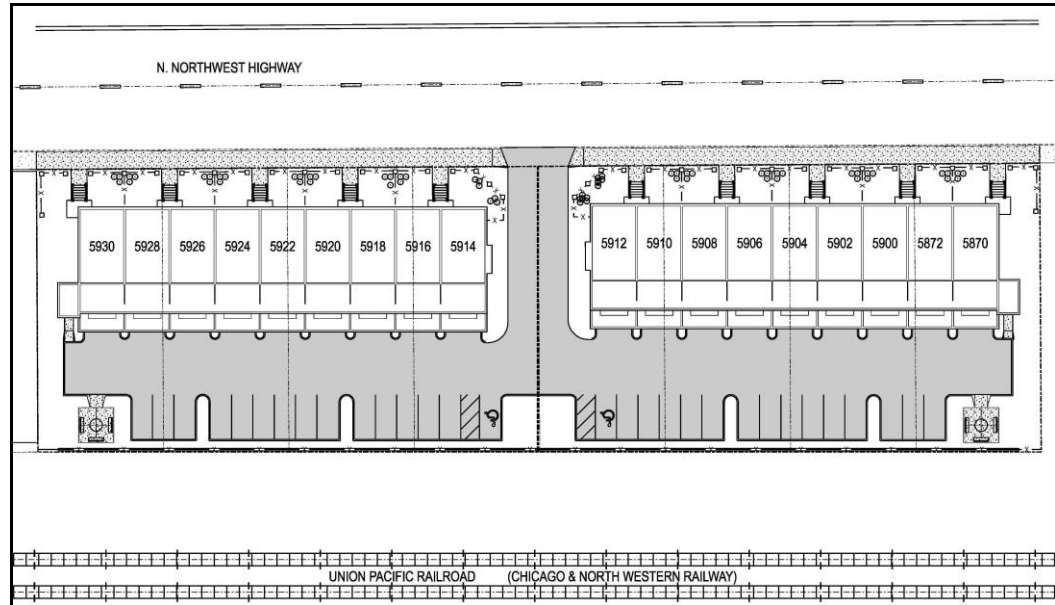 N. NORTHWEST HIGHWAY
5930 5928 5926 5924 5922 5920 5918 5916 5914 5912 5910 5908 5906 5904 5902 5900 5872 5870
UNION PACIFIC RAILROAD (CHICAGO & NORTH WESTERN RAILWAY)